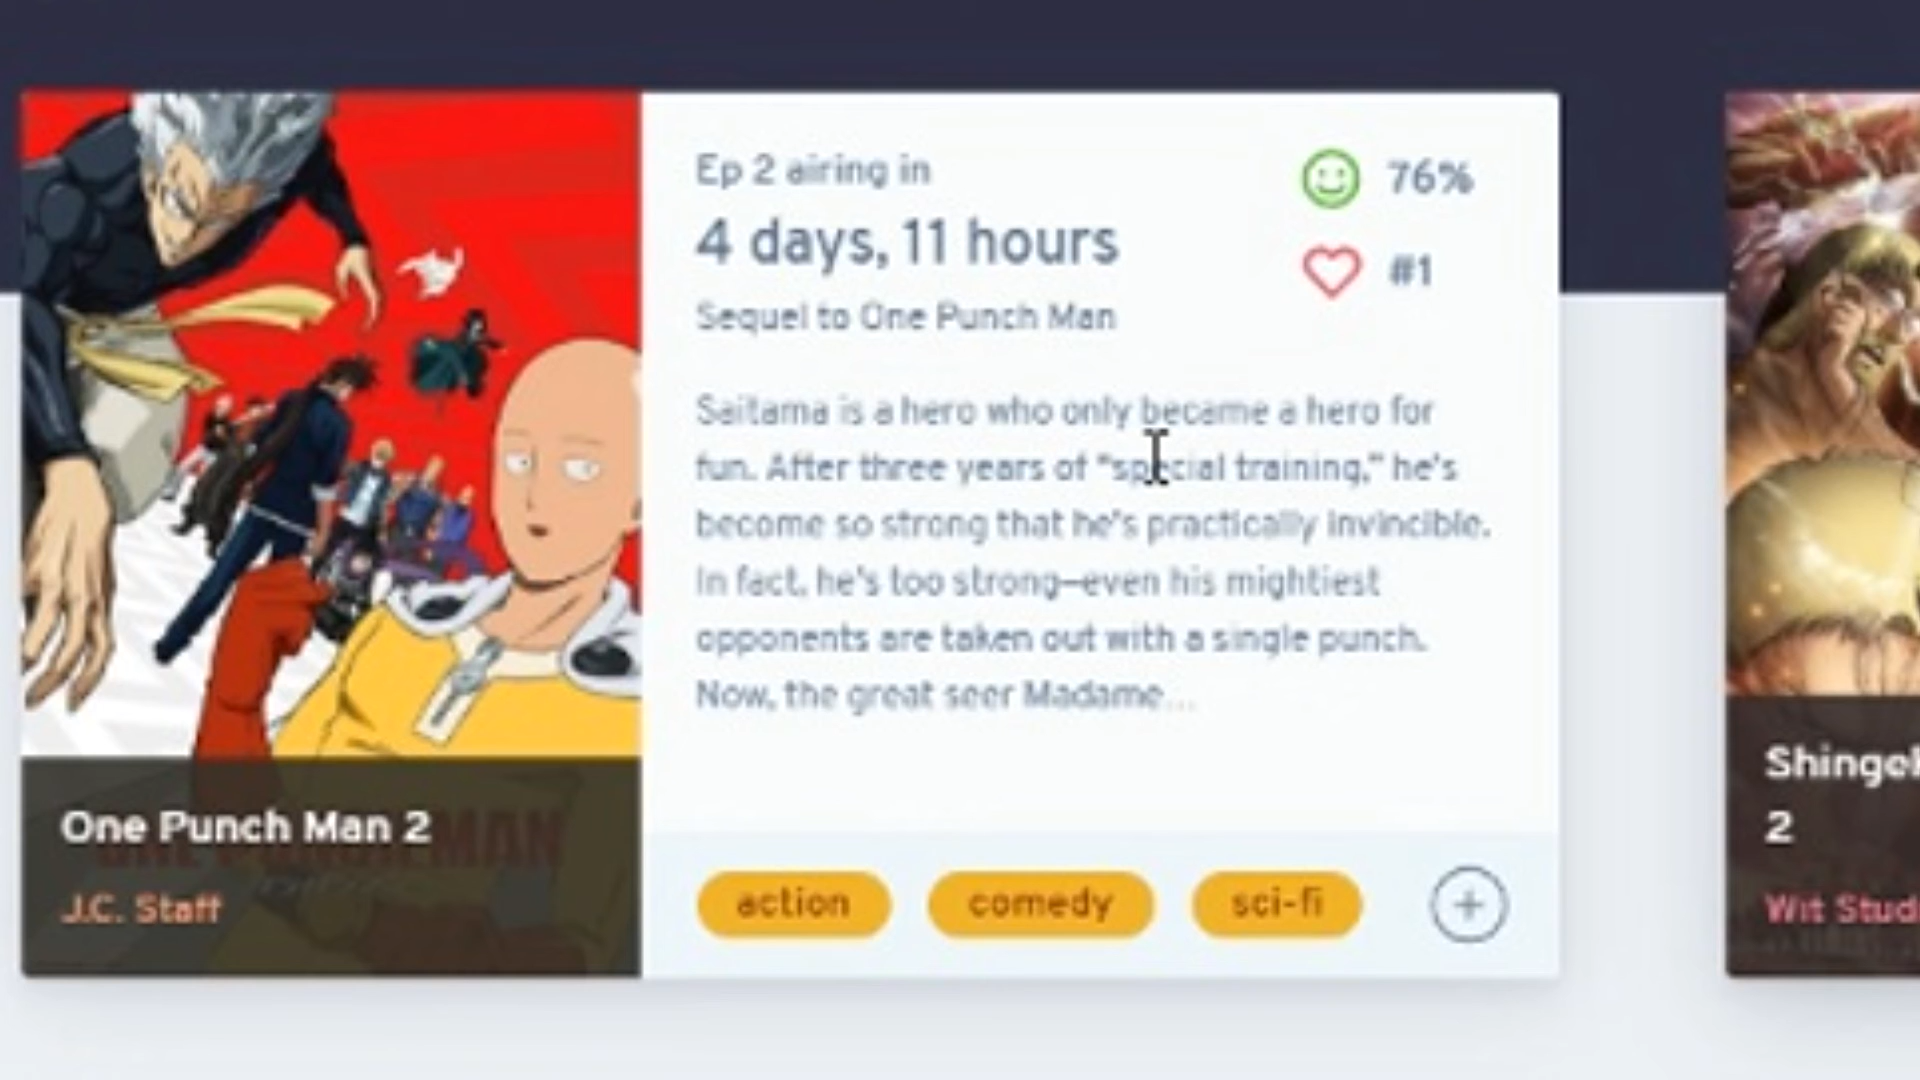 Ep 2 airing in
4 days, 11 hours
Sequel to One Punch Man
76%
#1
Saitama is a hero who only became a hero for
fun. After three years of "special training," he's
become so strong that he's practically invincible.
In fact, he's too strong—even his mightiest
opponents are taken out with a single punch.
Now, the great seer Madame...
One Punch Man 2
J.C. Staff
action
comedy
sci-fi
2
Wit